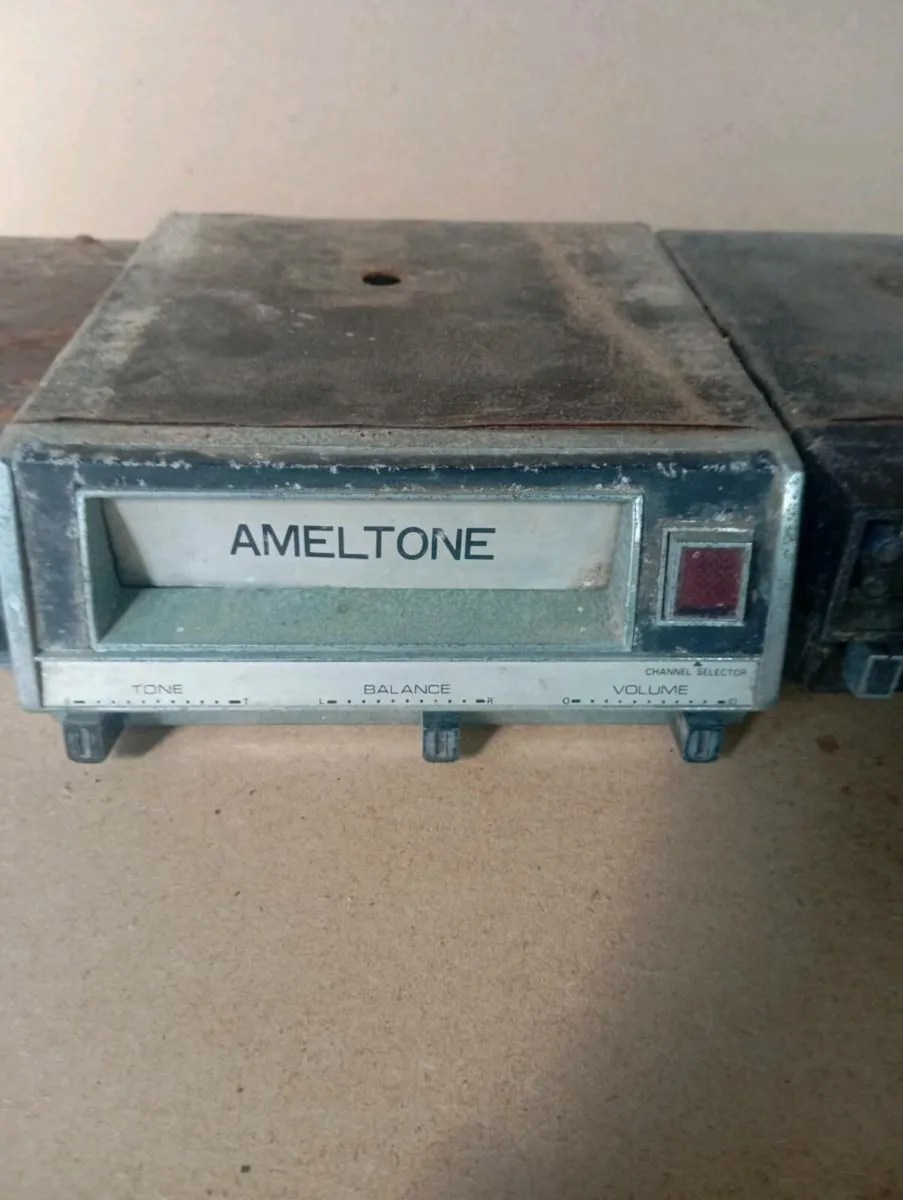 AMELTONE
CHANNEL SELECTOR
TONE BALANCE VOLUME
T L R O